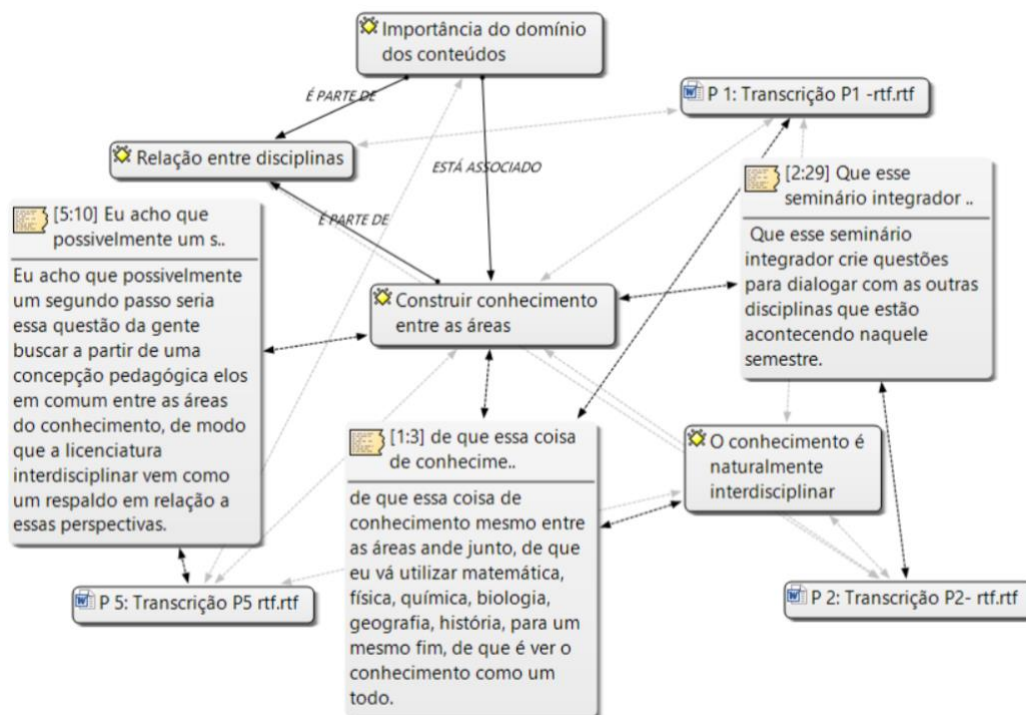 Importância do domínio
dos conteúdos
É PARTE DE
P 1: Transcrição P1 -rtf.rtf
Relação entre disciplinas
ESTÁ ASSOCIADO
[2:29] Que esse
seminário integrador ..
Que esse seminário
integrador crie questões
para dialogar com as outras
disciplinas que estão
acontecendo naquele
semestre.
[5:10] Eu acho que
possivelmente um s..
Eu acho que possivelmente
um segundo passo seria
essa questão da gente
buscar a partir de uma
concepção pedagógica elos
em comum entre as áreas
do conhecimento, de modo
que a licenciatura
interdisciplinar vem como
um respaldo em relação a
essas perspectivas.
É PARTE DE
Construir conhecimento
entre as áreas
[1:3] de que essa coisa
de conhecime..
de que essa coisa de
conhecimento mesmo entre
as áreas ande junto, de que
eu vá utilizar matemática,
física, química, biologia,
geografia, história, para um
mesmo fim, de que é ver o
conhecimento como um
todo.
O conhecimento é
naturalmente
interdisciplinar
P 5: Transcrição P5 rtf.rtf
P 2: Transcrição P2- rtf.rtf